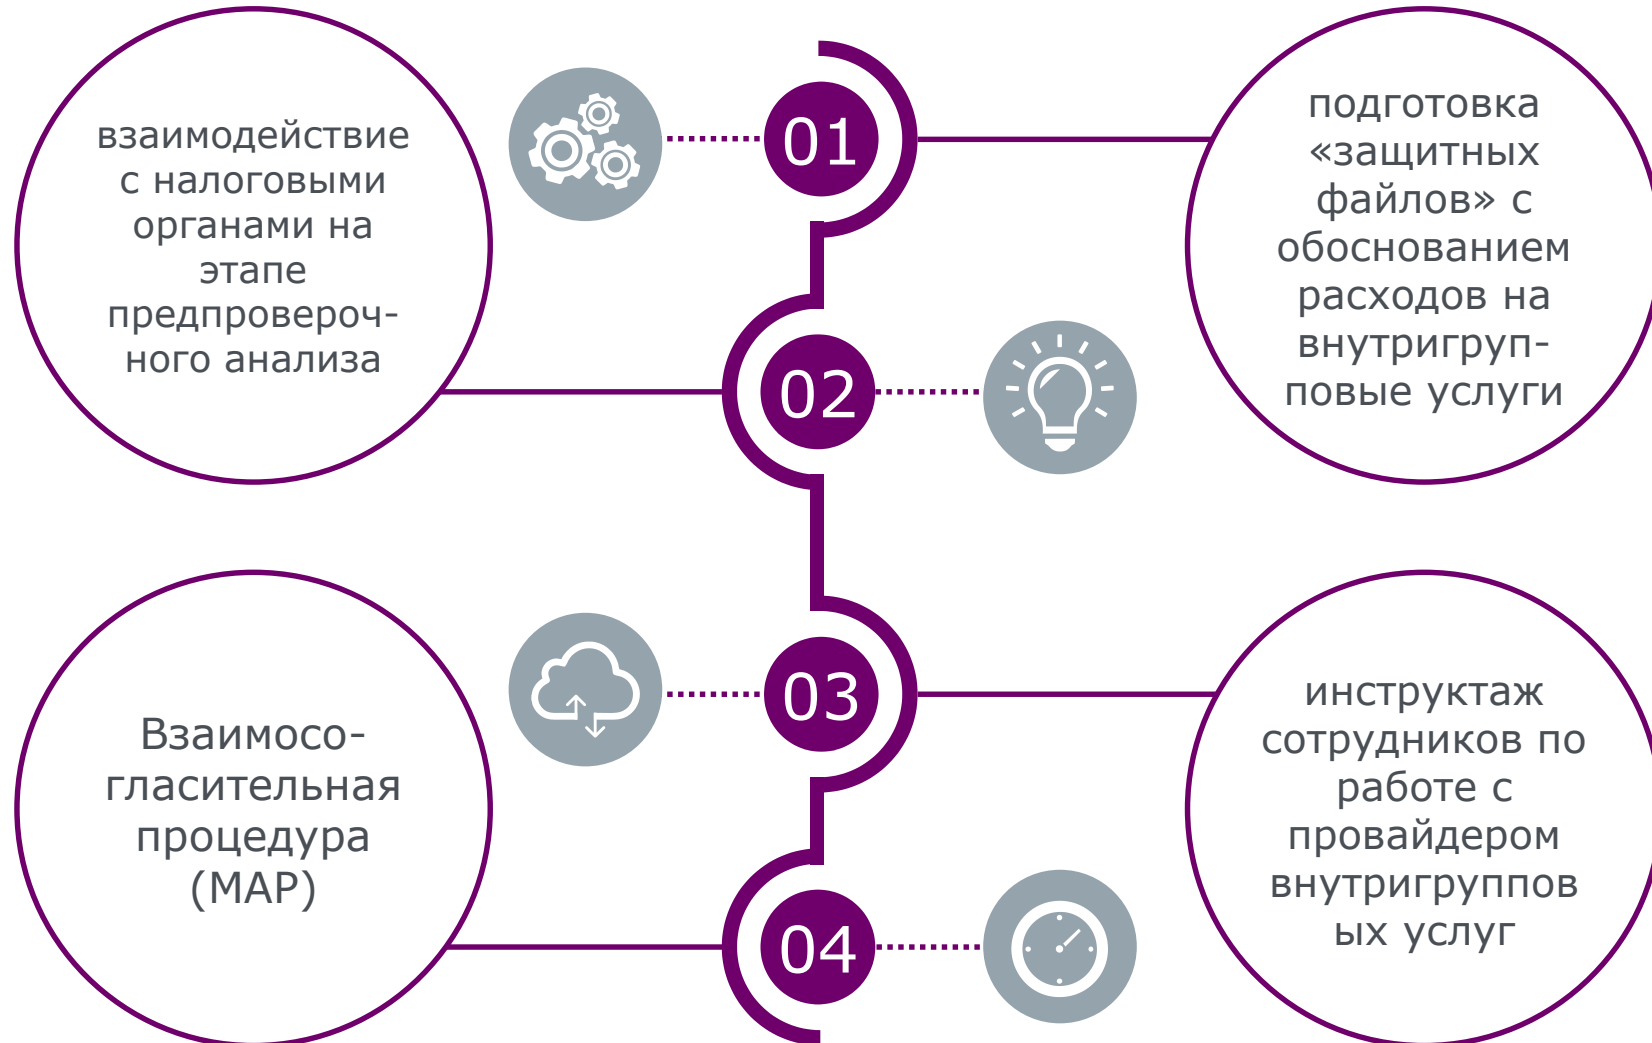 01
подготовка
«защитных
файлов» с
обоснованием
расходов на
внутригруп-
повые услуги
взаимодействие
с налоговыми
органами на
этапе
предпровероч-
ного анализа
02
03
инструктаж
сотрудников по
работе с
провайдером
внутригруппов
ых услуг
Взаимосо-
гласительная
процедура
(MAP)
04